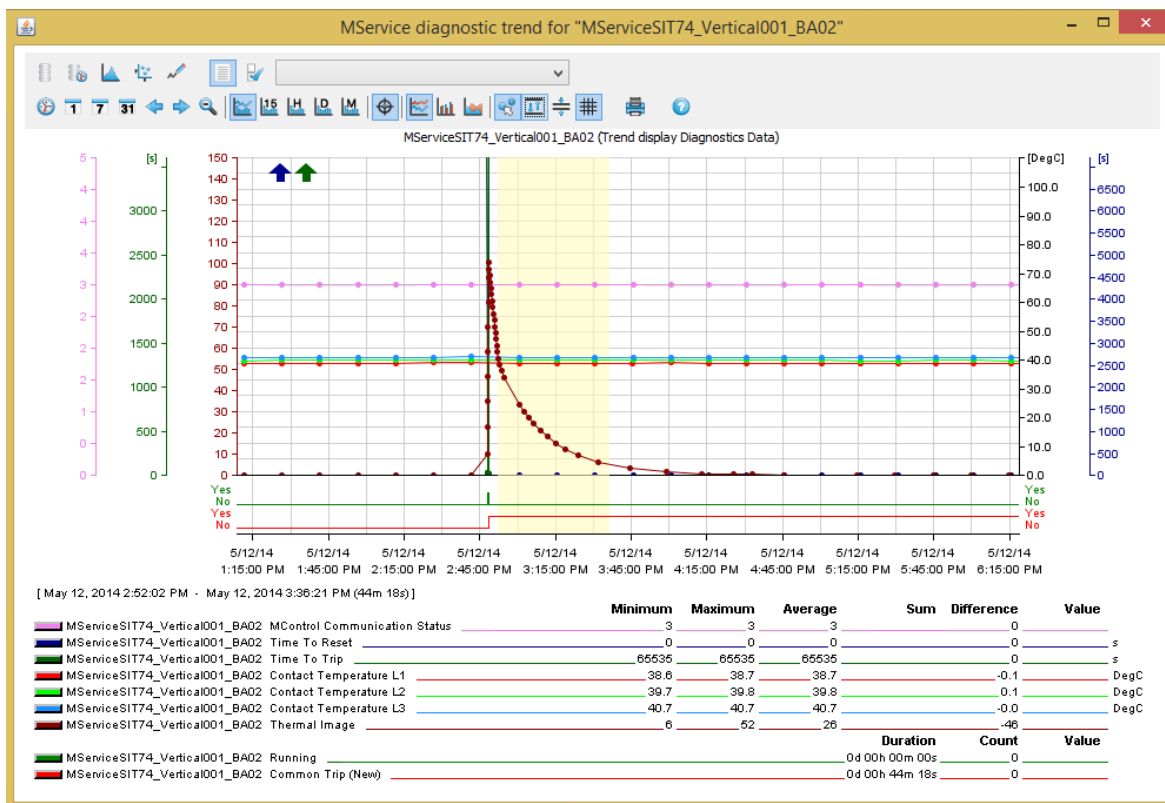 MService diagnostic trend for "MServiceSIT74_Vertical001_BA02"
1 7 31 15 H D M
MServiceSIT74_Vertical001_BA02 (Trend display Diagnostics Data)
5 [s] 150 [DegC] [s]
4 140 100.0 6500
4 3000 130 90.0 6000
4 120 80.0 5500
4 2500 110 70.0 5000
3 2000 100 60.0 4500
2 1500 90 50.0 4000
2 1000 80 40.0 3500
2 500 70 30.0 3000
1 0 60 20.0 2500
0 50 10.0 2000
0 40 0.0 1500
30 1000
20 500
10 0
0
Yes Yes
No No
Yes Yes
No No
5/12/14 5/12/14 5/12/14 5/12/14 5/12/14 5/12/14 5/12/14 5/12/14 5/12/14 5/12/14 5/12/14
1:15:00 PM 1:45:00 PM 2:15:00 PM 2:45:00 PM 3:15:00 PM 3:45:00 PM 4:15:00 PM 4:45:00 PM 5:15:00 PM 5:45:00 PM 6:15:00 PM
[ May 12, 2014 2:52:02 PM - May 12, 2014 3:36:21 PM (44m 18s) ]
Minimum Maximum Average Sum Difference Value
MServiceSIT74_Vertical001_BA02 MControl Communication Status 3 3 3 0
MServiceSIT74_Vertical001_BA02 Time To Reset 0 0 0 0 s
MServiceSIT74_Vertical001_BA02 Time To Trip 65535 65535 65535 0 s
MServiceSIT74_Vertical001_BA02 Contact Temperature L1 38.6 38.7 38.7 -0.1 DegC
MServiceSIT74_Vertical001_BA02 Contact Temperature L2 39.7 39.8 39.8 0.1 DegC
MServiceSIT74_Vertical001_BA02 Contact Temperature L3 40.7 40.7 40.7 -0.0 DegC
MServiceSIT74_Vertical001_BA02 Thermal Image 6 52 26 -46
Duration Count Value
MServiceSIT74_Vertical001_BA02 Running 0d 00h 00m 00s 0
MServiceSIT74_Vertical001_BA02 Common Trip (New) 0d 00h 44m 18s 0